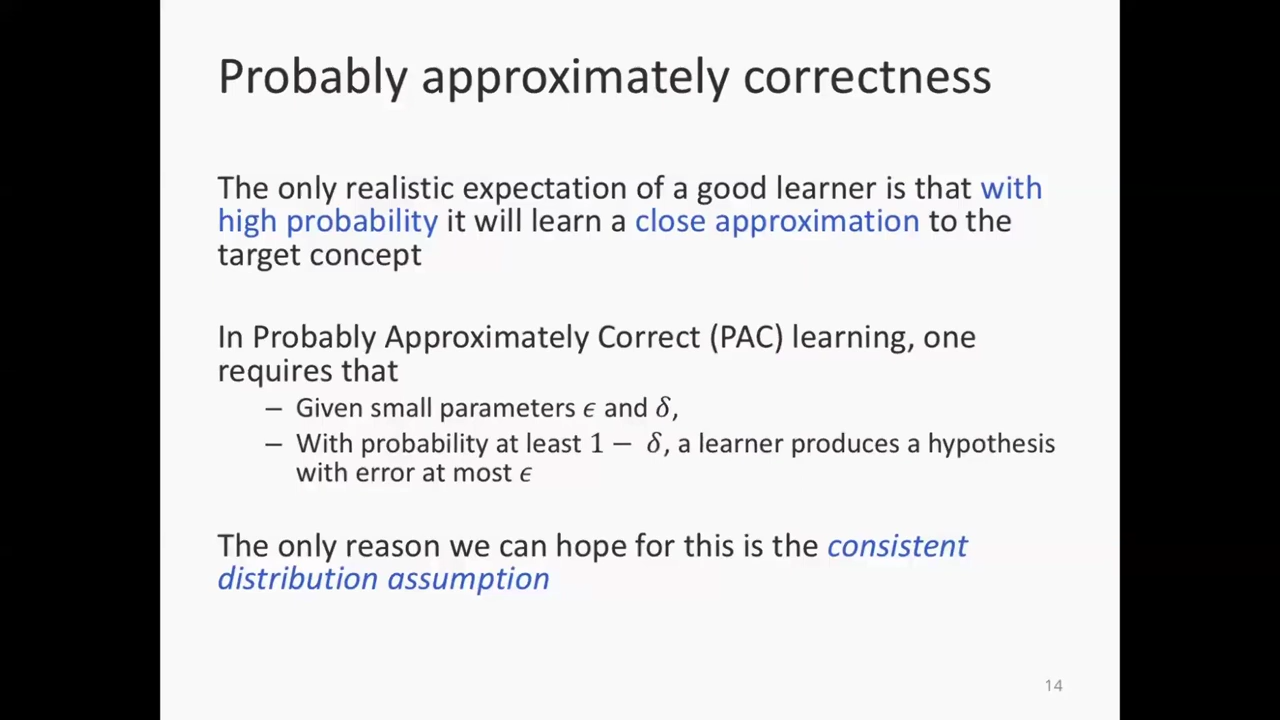 Probably approximately correctness
The only realistic expectation of a good learner is that with
high probability it will learn a close approximation to the
target concept
In Probably Approximately Correct (PAC) learning, one
requires that
– Given small parameters ϵ and δ,
– With probability at least 1 − δ, a learner produces a hypothesis
with error at most ϵ
The only reason we can hope for this is the consistent
distribution assumption
14